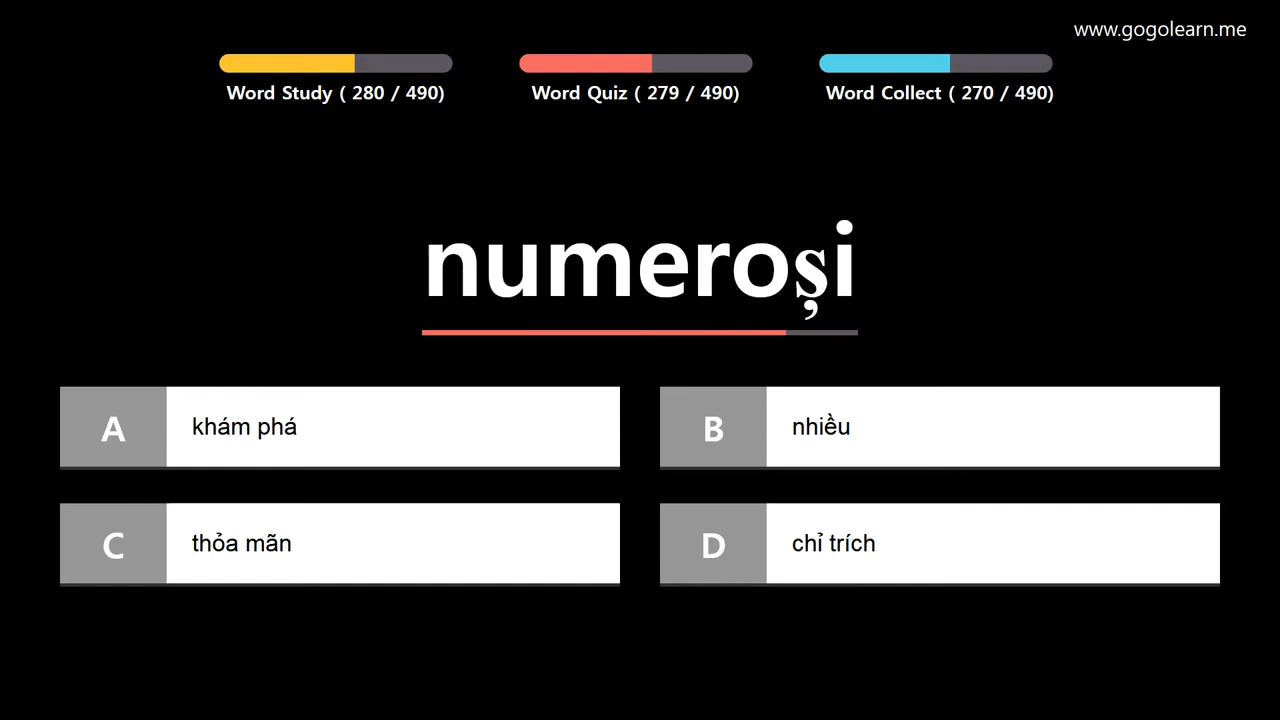 www.gogolearn.me
Word Study ( 280 / 490)
Word Quiz ( 279 / 490)
Word Collect ( 270 / 490)
numeroși
A khám phá
B nhiều
C thỏa mãn
D chỉ trích